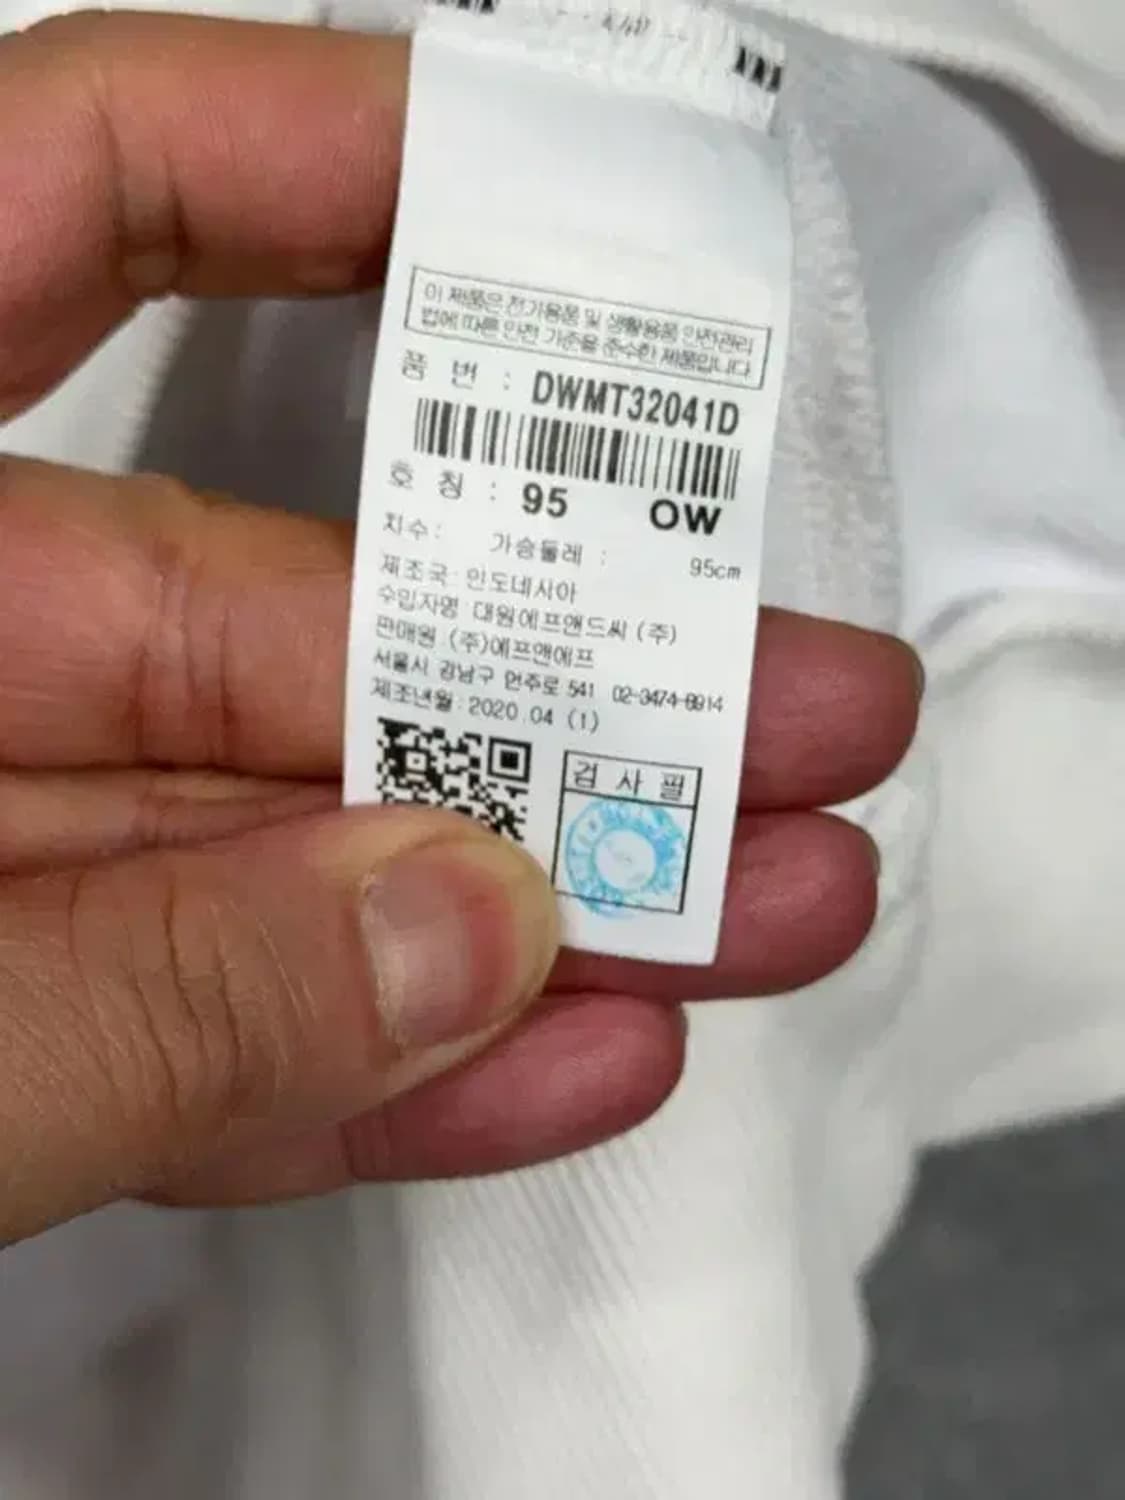 이 제품은 전기용품 및 생활용품 안전관리
법에 따른 안전 기준을 준수한 제품입니다
품 번 : DWMT32041D
호 칭 : 95 OW
치수: 가슴둘레 : 95cm
제조국: 인도네시아
수입자명: 대원에프앤드씨 (주)
판매원 (주)에프앤에프
서울시 강남구 언주로 541 02-3474-8914
제조년월: 2020.04 (1)
검 사 필